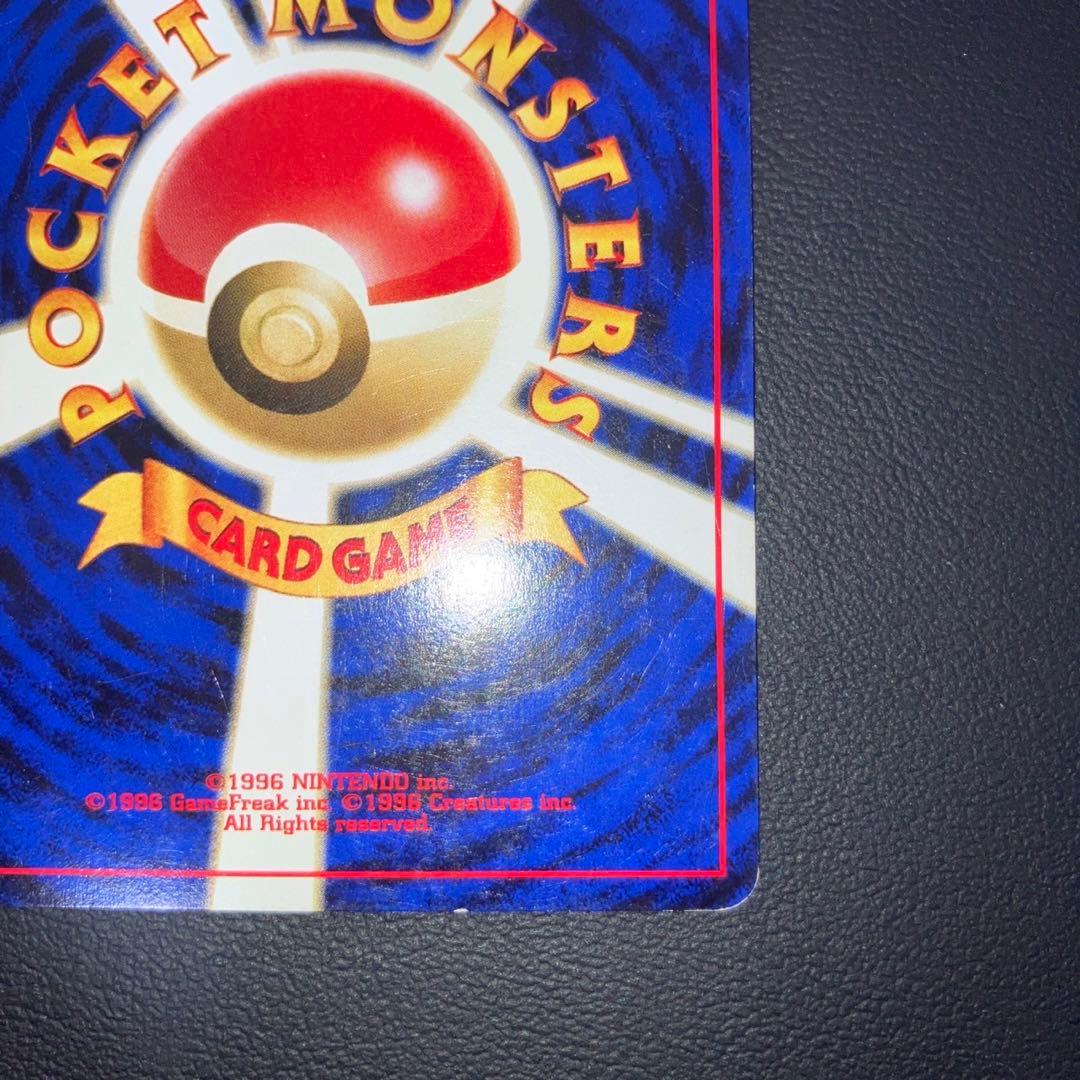 POCKET MONSTERS
CARD GAME
©1996 NINTENDO inc.
©1996 GameFreak inc ©1996 Creatures inc.
All Rights reserved.